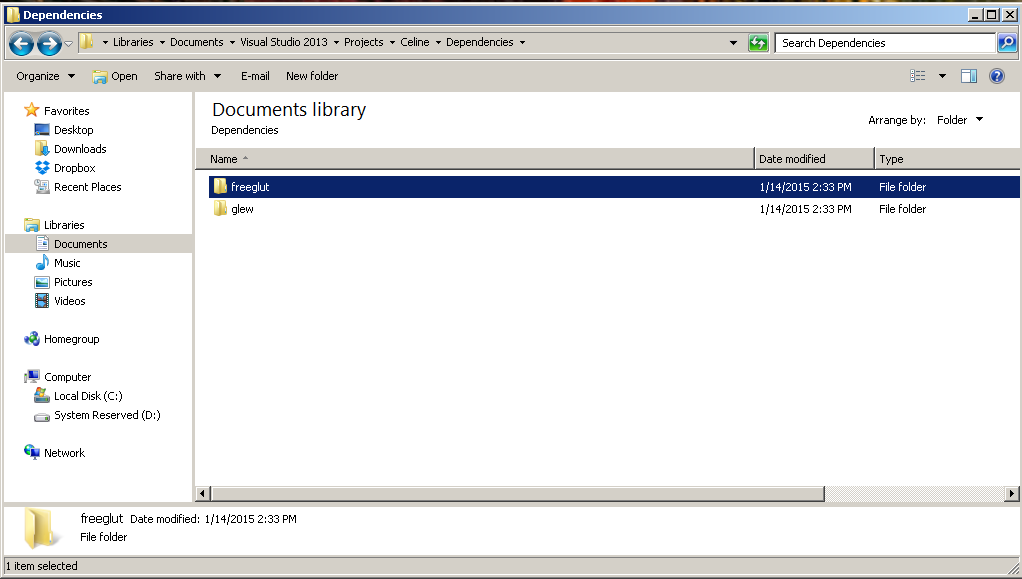 Dependencies
Libraries Documents Visual Studio 2013 Projects Celine Dependencies Search Dependencies
Organize Open Share with E-mail New folder
Favorites
Desktop
Downloads
Dropbox
Recent Places
Libraries
Documents
Music
Pictures
Videos
Homegroup
Computer
Local Disk (C:)
System Reserved (D:)
Network
Documents library
Dependencies
Arrange by: Folder
Name Date modified Type
freeglut 1/14/2015 2:33 PM File folder
glew 1/14/2015 2:33 PM File folder
freeglut Date modified: 1/14/2015 2:33 PM
File folder
1 item selected